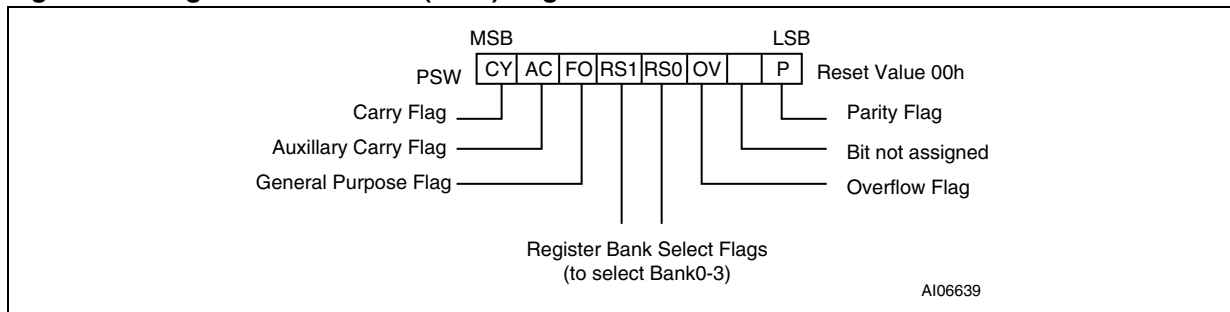 MSB LSB
PSW CY AC FO RS1 RS0 OV P Reset Value 00h
Carry Flag Parity Flag
Auxillary Carry Flag Bit not assigned
General Purpose Flag Overflow Flag
Register Bank Select Flags
(to select Bank0-3)
AI06639